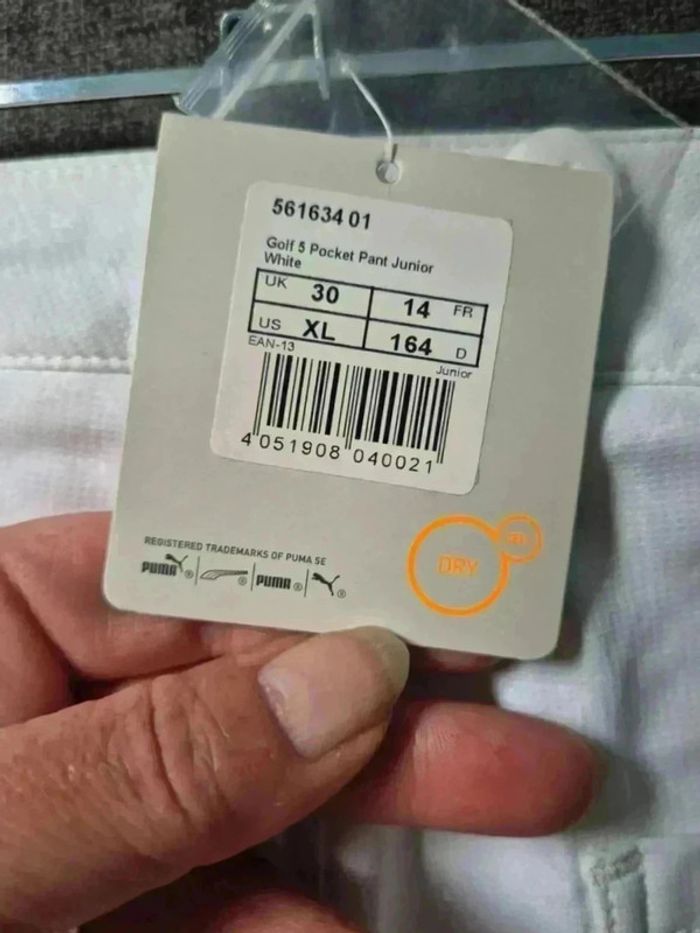 561634 01
Golf 5 Pocket Pant Junior
White
UK 30 14 FR
US XL 164 D
EAN-13 Junior
4 051908 040021
REGISTERED TRADEMARKS OF PUMA SE
PUMA ® ® PUMA ® ®
DRY